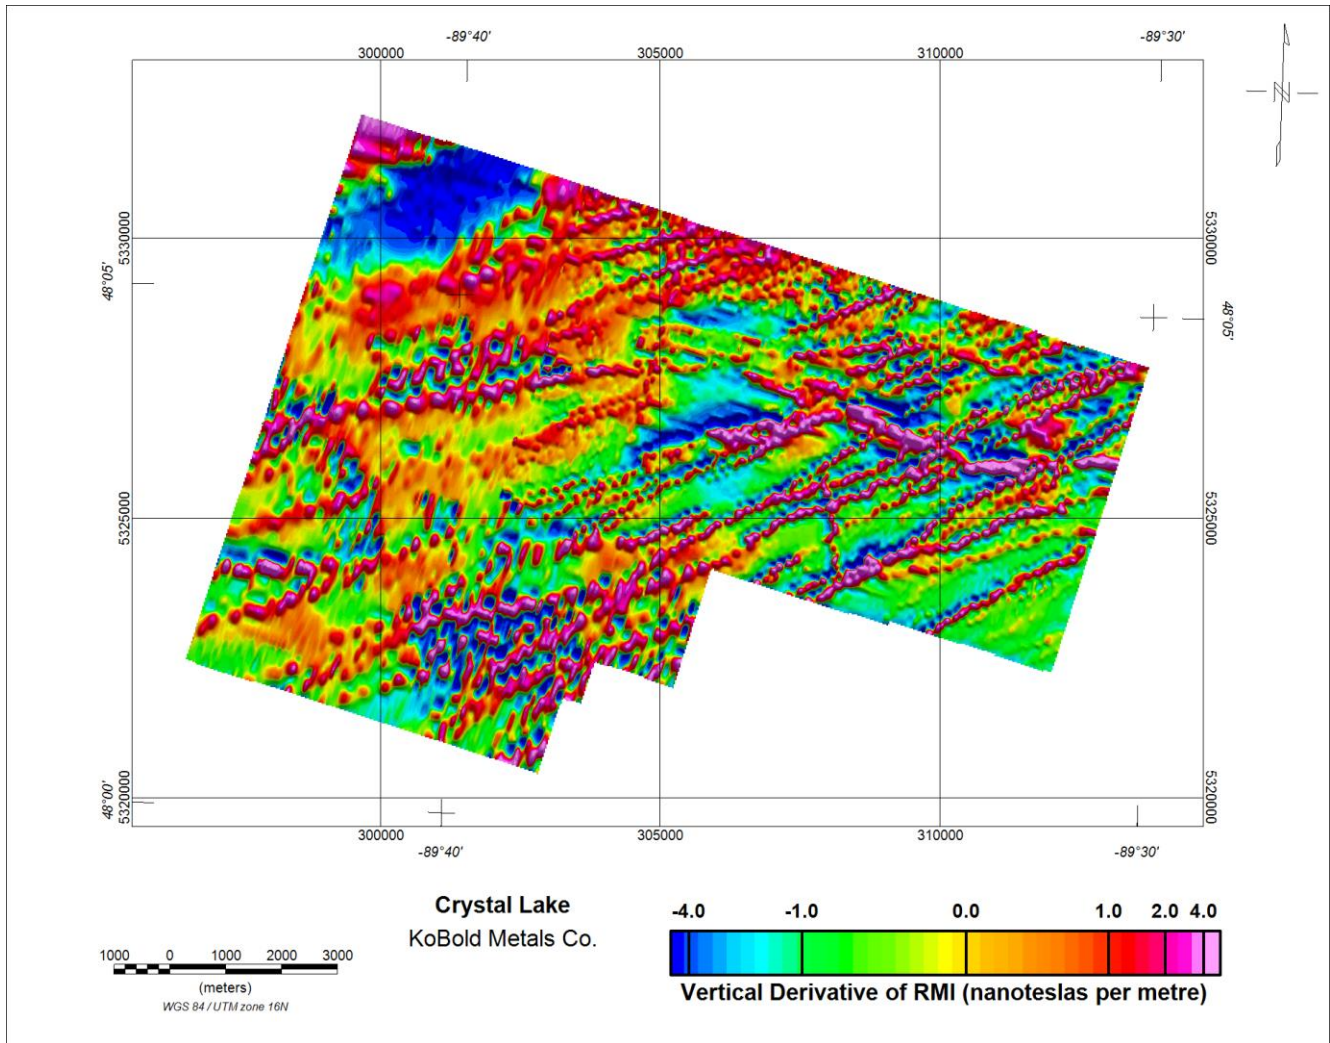 -89°40' -89°30'
300000 305000 310000
N
5330000 5330000
48°05' 48°05'
5325000 5325000
48°00' 5320000 5320000
300000 305000 310000
-89°40' -89°30'
Crystal Lake
KoBold Metals Co.
-4.0 -1.0 0.0 1.0 2.0 4.0
Vertical Derivative of RMI (nanoteslas per metre)
1000 0 1000 2000 3000
(meters)
WGS 84 / UTM zone 16N